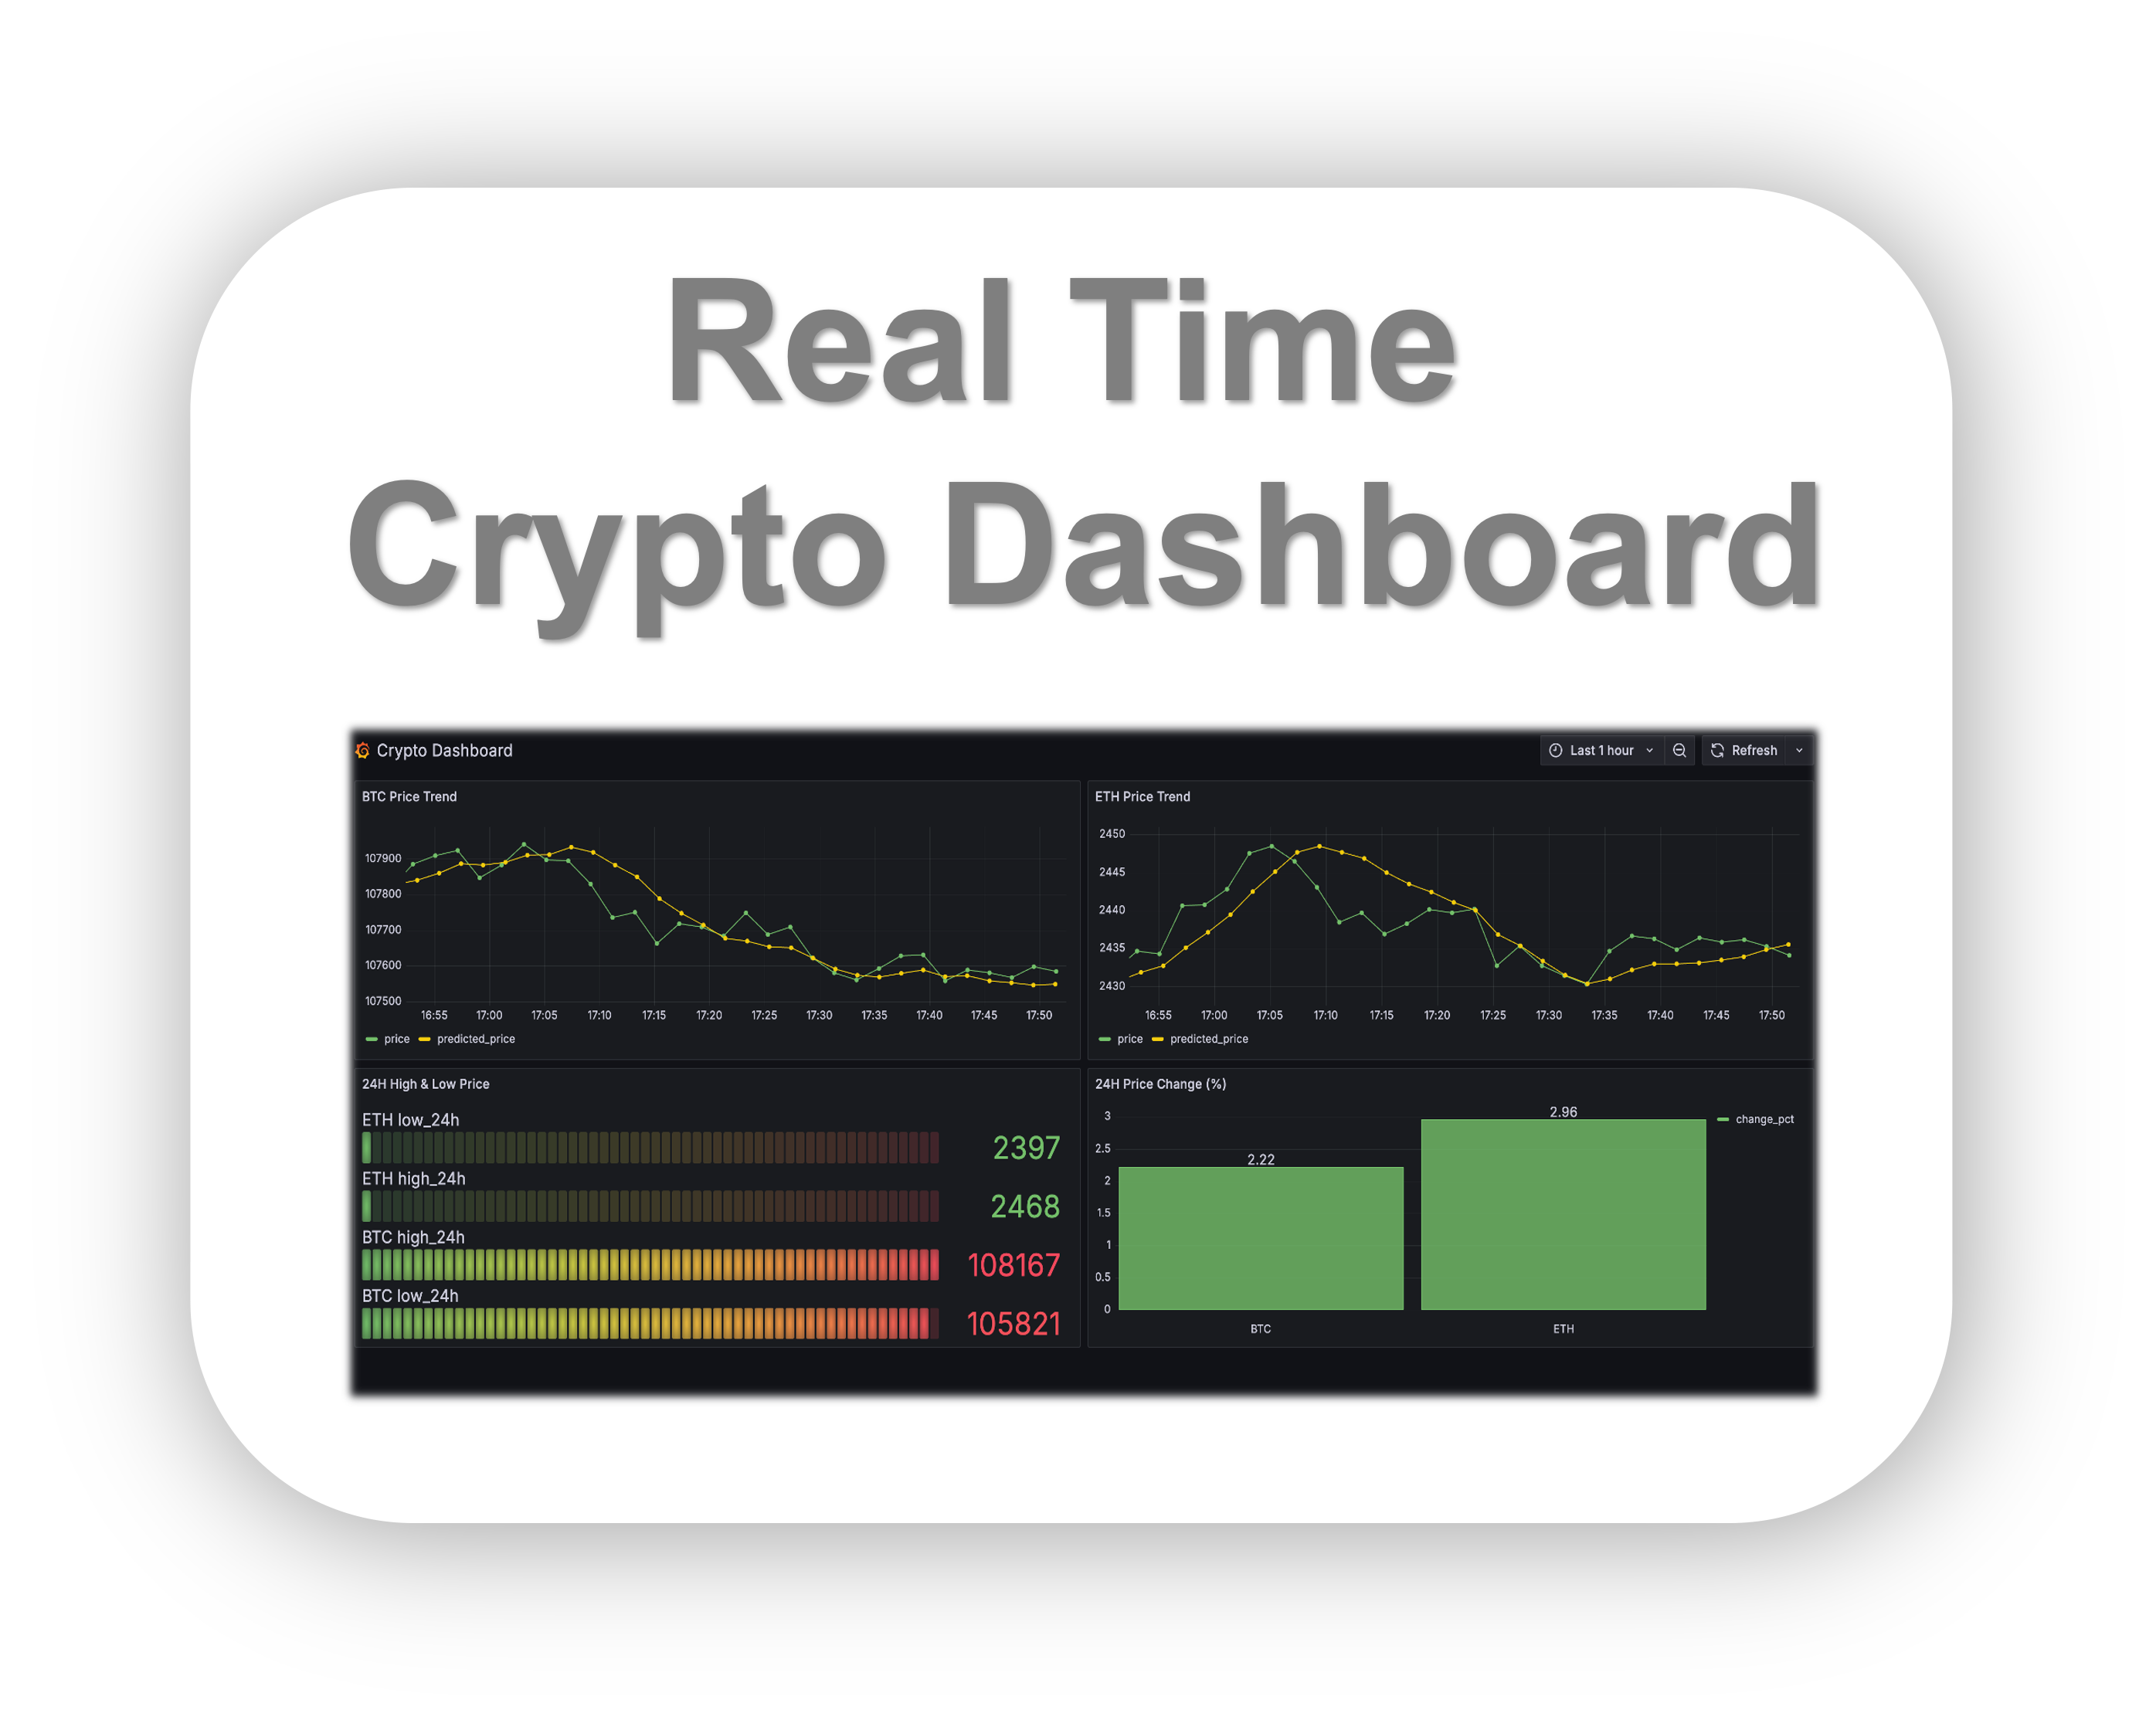 Real Time
Crypto Dashboard
Crypto Dashboard
Last 1 hour
Refresh
BTC Price Trend
107900
107800
107700
107600
107500
16:55 17:00 17:05 17:10 17:15 17:20 17:25 17:30 17:35 17:40 17:45 17:50
price predicted_price
ETH Price Trend
2450
2445
2440
2435
2430
16:55 17:00 17:05 17:10 17:15 17:20 17:25 17:30 17:35 17:40 17:45 17:50
price predicted_price
24H High & Low Price
ETH low_24h
2397
ETH high_24h
2468
BTC high_24h
108167
BTC low_24h
105821
24H Price Change (%)
3
2.5
2
1.5
1
0.5
0
2.22
2.96
BTC ETH
change_pct